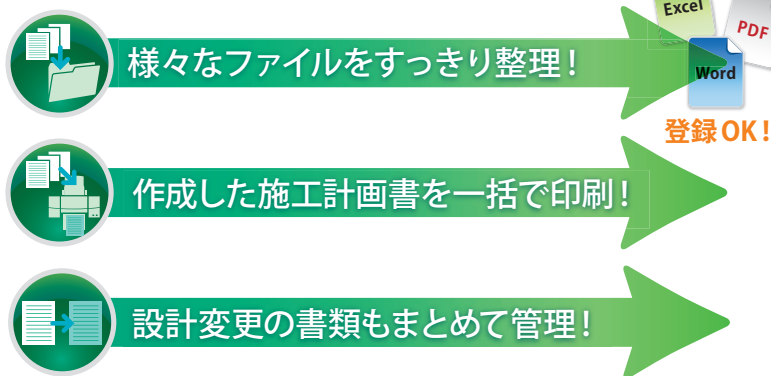 Excel
PDF
様々なファイルをすっきり整理！
Word
登録OK！
作成した施工計画書を一括で印刷！
設計変更の書類もまとめて管理！